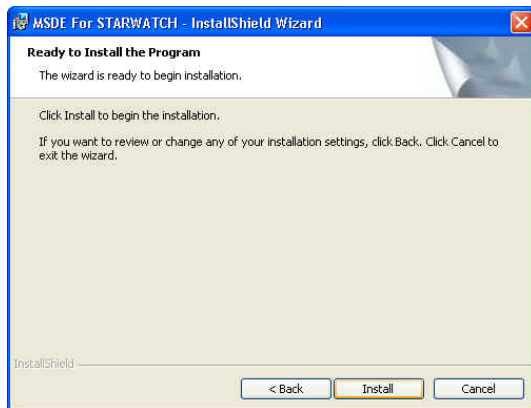 MSDE For STARWATCH - InstallShield Wizard
Ready to Install the Program
The wizard is ready to begin installation.
Click Install to begin the installation.
If you want to review or change any of your installation settings, click Back. Click Cancel to
exit the wizard.
InstallShield
< Back
Install
Cancel